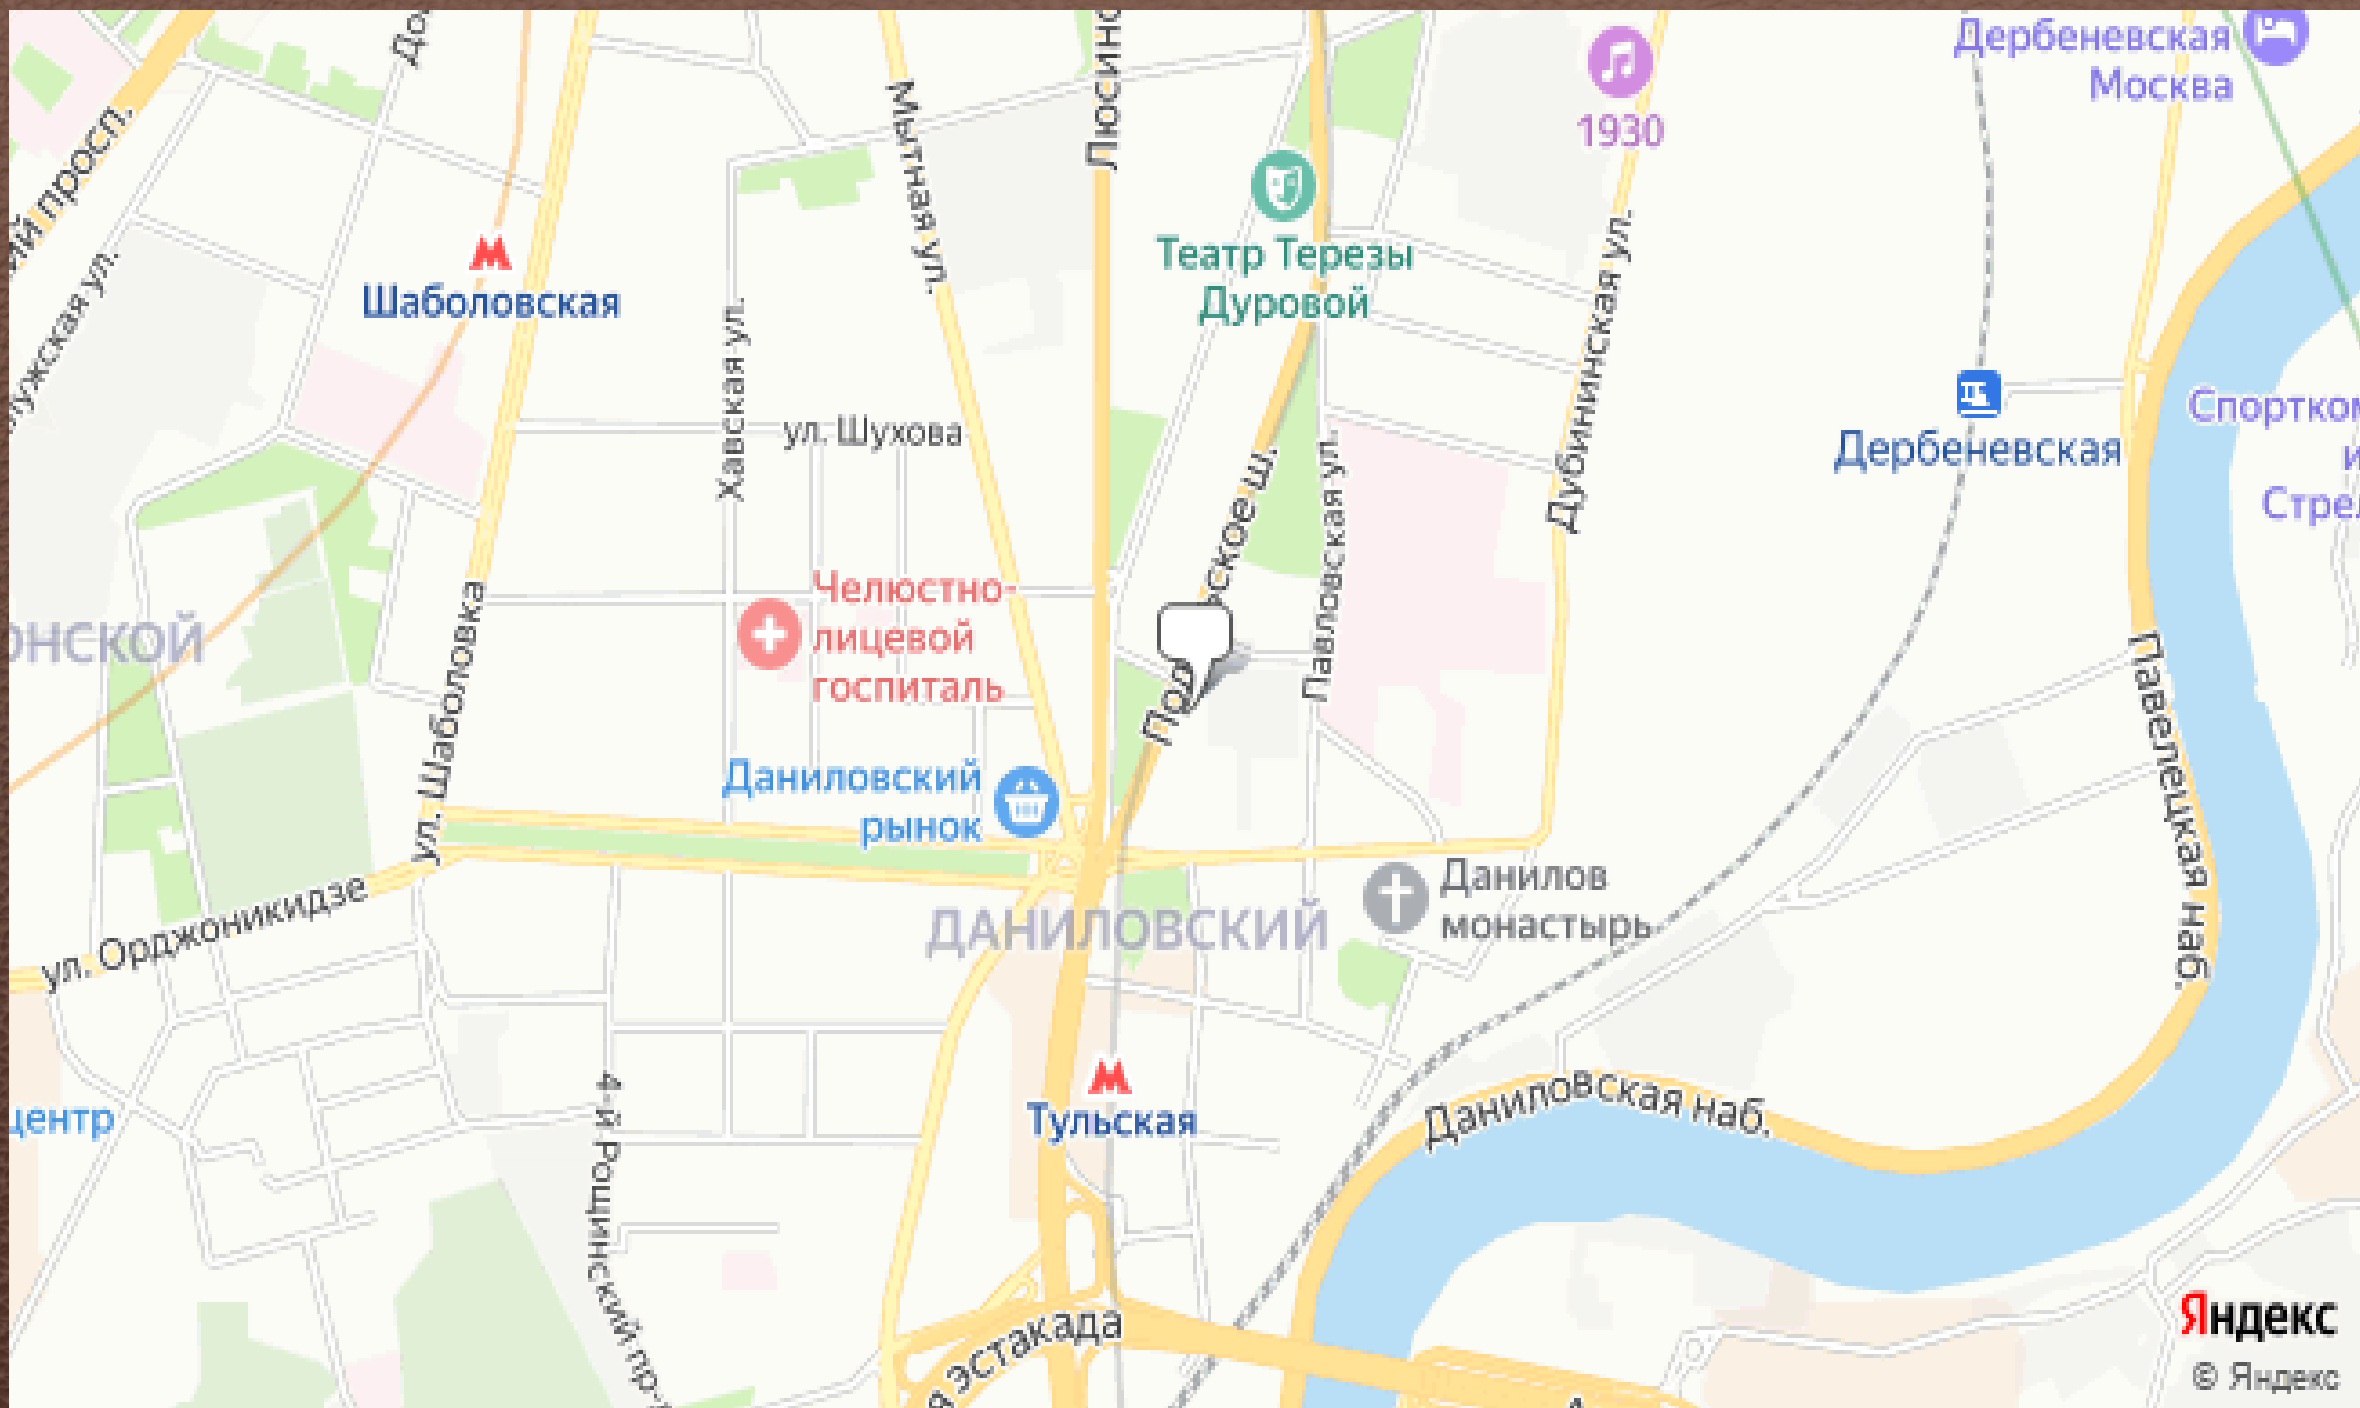 Дербеневская
Москва
1930
Мытная ул.
Театр Терезы
Дуровой
Шаболовская
Хавская ул.
ул. Шухова
Дубининская ул.
Дербеневская
Павловская ул.
Челюстно-
лицевой
госпиталь
ул. Шаболовка
Даниловский
рынок
Павелецкая наб.
Данилов
монастырь
ДАНИЛОВСКИЙ
ул. Орджоникидзе
Тульская
Даниловская наб.
центр
4-й Рощинский пр-
эстакада
Яндекс
© Яндекс